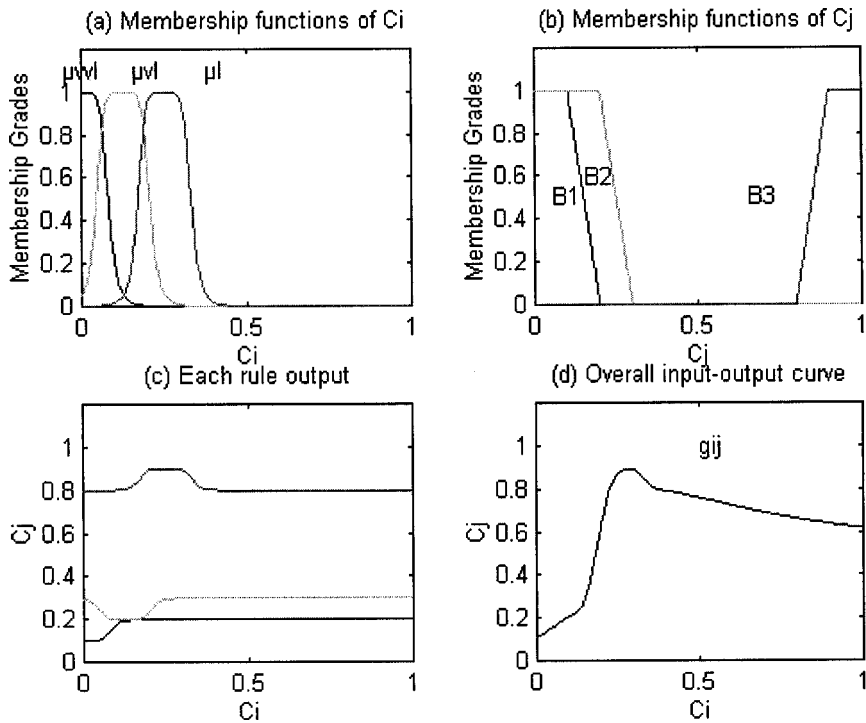 (a) Membership functions of Ci
μvvl μvl μl
Membership Grades
1
0.8
0.6
0.4
0.2
0
0 0.5 1
Ci
(b) Membership functions of Cj
Membership Grades
1
0.8
0.6
0.4
0.2
0
B1 B2 B3
0 0.5 1
Cj
(c) Each rule output
Cj
1
0.8
0.6
0.4
0.2
0
0 0.5 1
Ci
(d) Overall input-output curve
gij
Cj
1
0.8
0.6
0.4
0.2
0
0 0.5 1
Ci